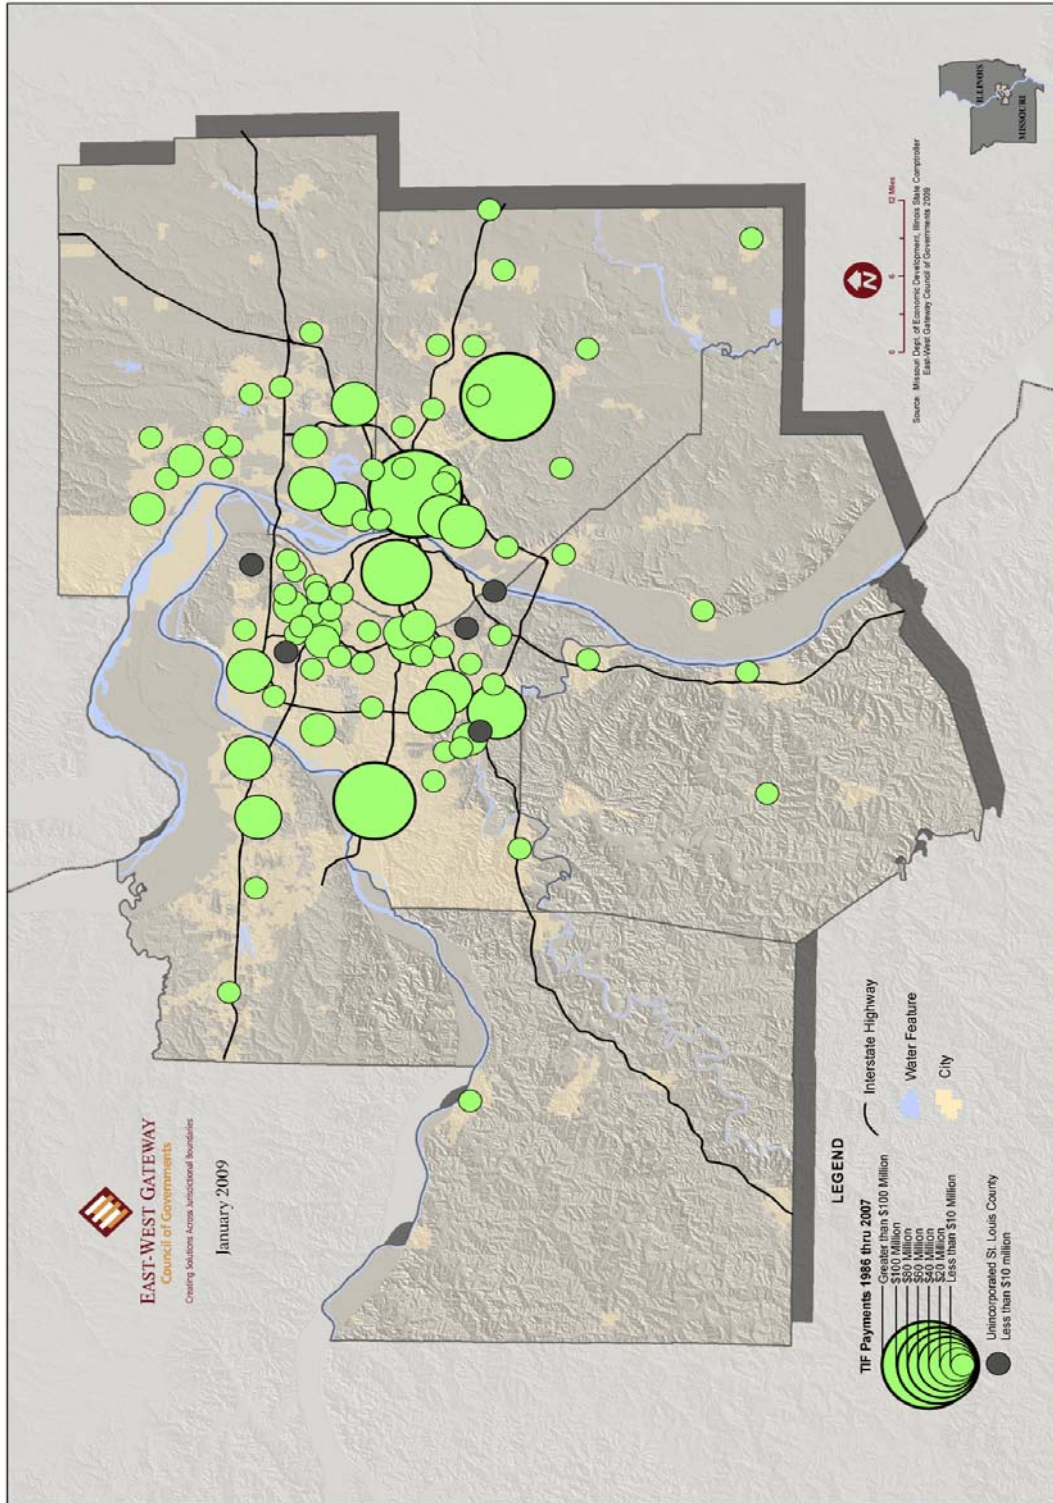 EAST-WEST GATEWAY
Council of Governments
Creating Solutions Across Jurisdictional Boundaries
January 2009
LEGEND
TIF Payments 1986 thru 2007
Greater than $100 Million
$100 Million
$80 Million
$60 Million
$40 Million
$20 Million
Less than $10 Million
Unincorporated St. Louis County
Less than $10 million
Interstate Highway
Water Feature
City
N
0 6 12 Miles
Source: Missouri Dept. of Economic Development, Illinois State Comptroller
East-West Gateway Council of Governments 2009
ILLINOIS
MISSOURI